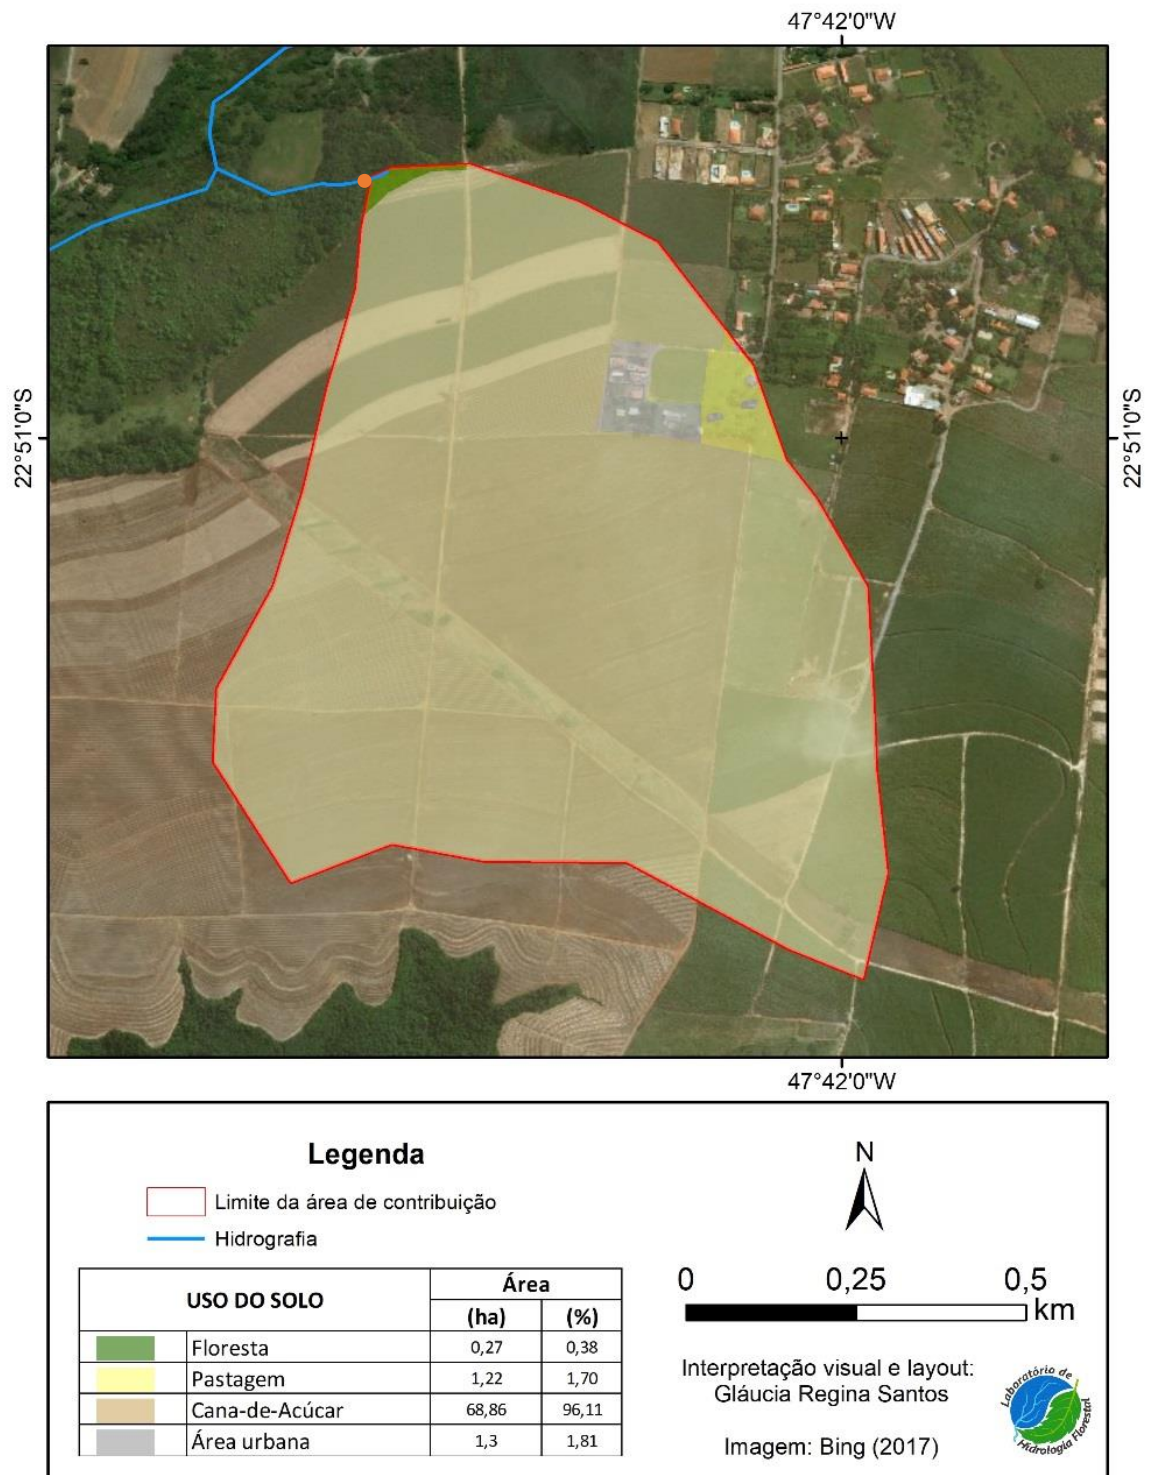 47°42'0"W
22°51'0"S
22°51'0"S
47°42'0"W
Legenda
Limite da área de contribuição
Hidrografia
USO DO SOLO
Área
(ha) (%)
Floresta 0,27 0,38
Pastagem 1,22 1,70
Cana-de-Acúcar 68,86 96,11
Área urbana 1,3 1,81
N
0 0,25 0,5
km
Interpretação visual e layout:
Gláucia Regina Santos
Imagem: Bing (2017)
Laboratório de
Hidrologia Florestal